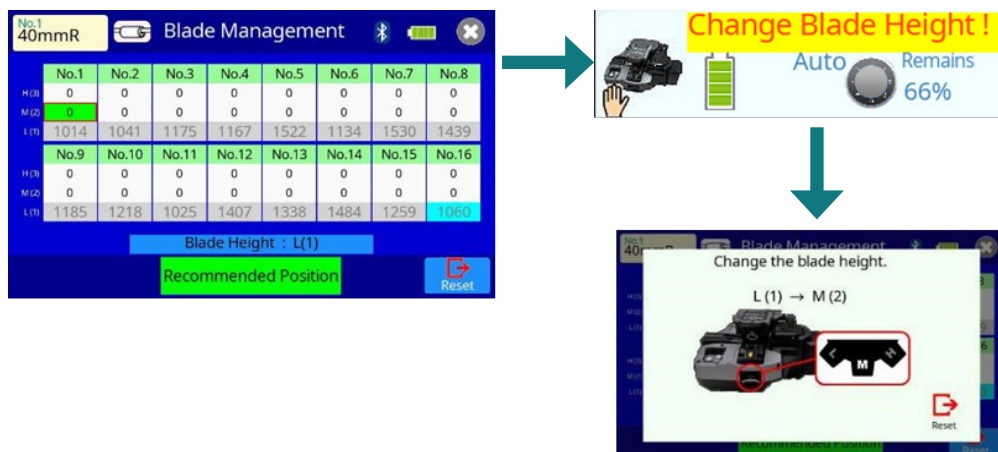 No.1
40mmR
Blade Management
No.1 No.2 No.3 No.4 No.5 No.6 No.7 No.8
H (3) 0 0 0 0 0 0 0 0
M (2) 0 0 0 0 0 0 0 0
L (1) 1014 1041 1175 1167 1522 1134 1530 1439
No.9 No.10 No.11 No.12 No.13 No.14 No.15 No.16
H (3) 0 0 0 0 0 0 0 0
M (2) 0 0 0 0 0 0 0 0
L (1) 1185 1218 1025 1407 1338 1484 1259 1060
Blade Height : L(1)
Recommended Position
Reset
Change Blade Height !
Auto
Remains
66%
No.1
Blade Management
Change the blade height.
L (1) → M (2)
L M H
Reset
Recommended Position
Reset